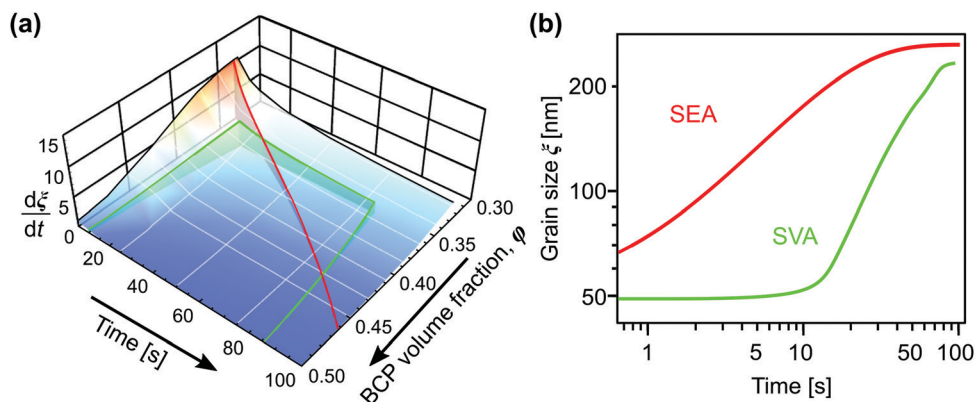 (a)
15
10
5
0
dξ
dt
20
40
60
80
100
Time [s]
0.30
0.35
0.40
0.45
0.50
BCP volume fraction, φ
(b)
Grain size ξ [nm]
200
100
50
SEA
SVA
1
5
10
50
100
Time [s]